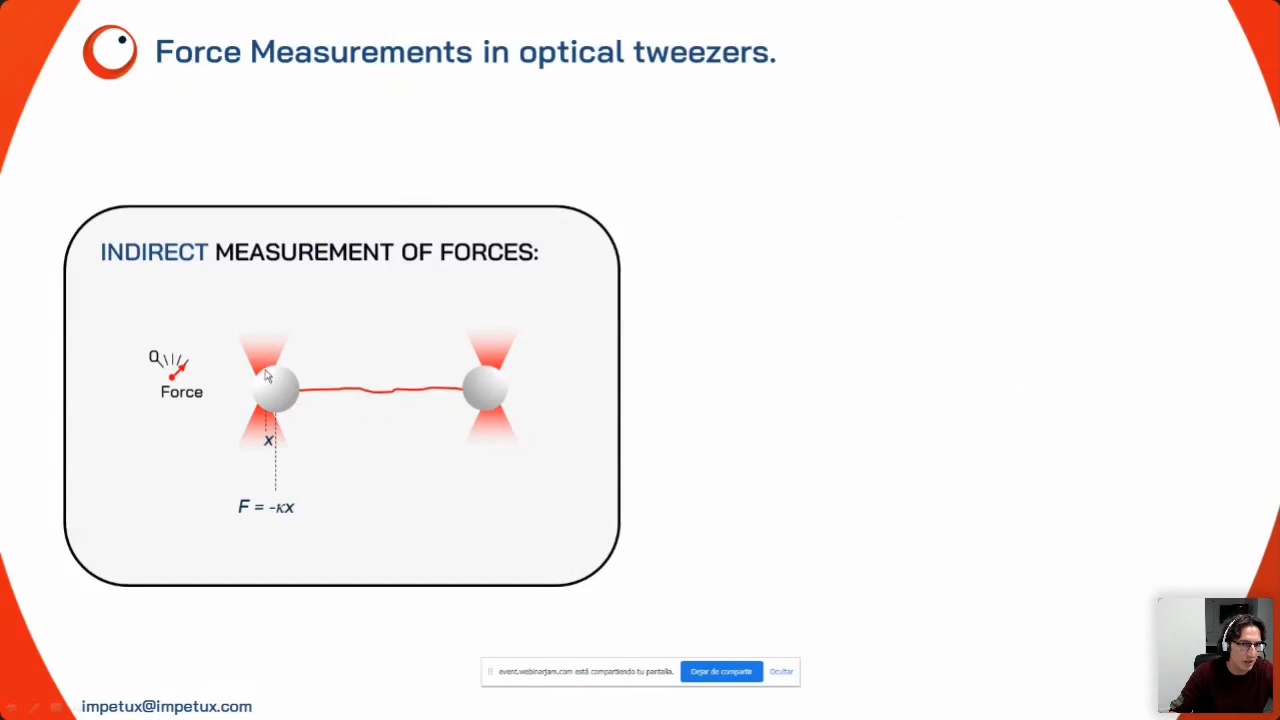 Force Measurements in optical tweezers.
INDIRECT MEASUREMENT OF FORCES:
0
Force
x
F = -κx
event.webinarjam.com está compartiendo tu pantalla.
Dejar de compartir
Ocultar
impetux@impetux.com